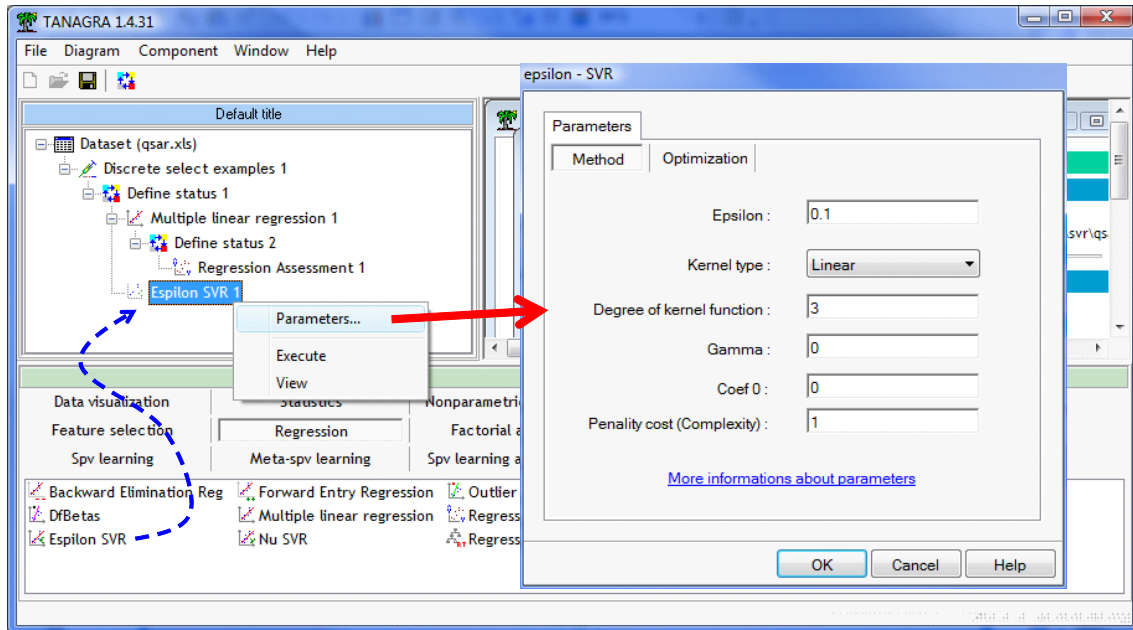 TANAGRA 1.4.31
File Diagram Component Window Help
Default title
Dataset (qsar.xls)
Discrete select examples 1
Define status 1
Multiple linear regression 1
Define status 2
Regression Assessment 1
Espilon SVR 1
Parameters...
Execute
View
epsilon - SVR
Parameters
Method Optimization
Epsilon : 0.1
Kernel type : Linear
Degree of kernel function : 3
Gamma : 0
Coef 0 : 0
Penality cost (Complexity) : 1
More informations about parameters
OK Cancel Help
.svr\qs
Data visualization Statistics Nonparametri
Feature selection Regression Factorial a
Spv learning Meta-spv learning Spv learning a
Backward Elimination Reg Forward Entry Regression Outlier
DfBetas Multiple linear regression Regress
Espilon SVR Nu SVR Regress